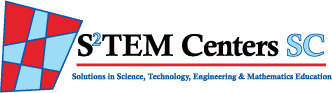 S²TEM Centers SC
Solutions in Science, Technology, Engineering & Mathematics Education